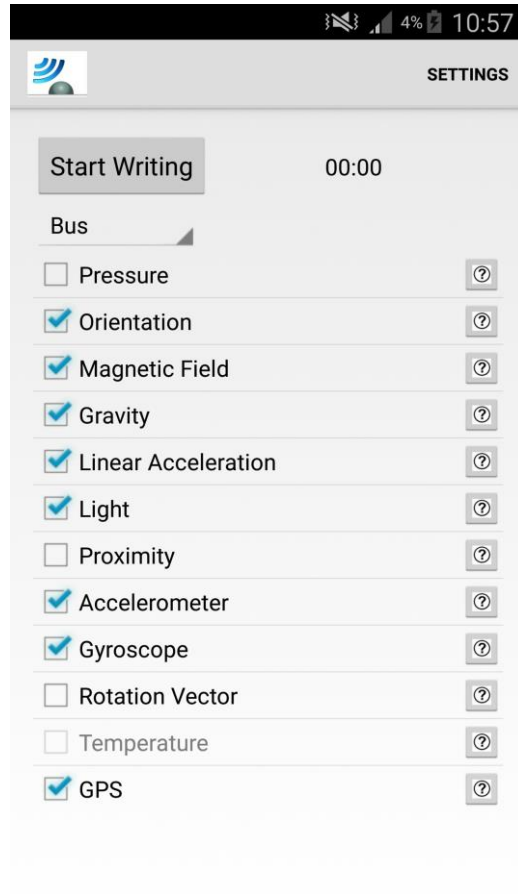 4% 10:57
SETTINGS
Start Writing 00:00
Bus
Pressure ?
Orientation ?
Magnetic Field ?
Gravity ?
Linear Acceleration ?
Light ?
Proximity ?
Accelerometer ?
Gyroscope ?
Rotation Vector ?
Temperature ?
GPS ?